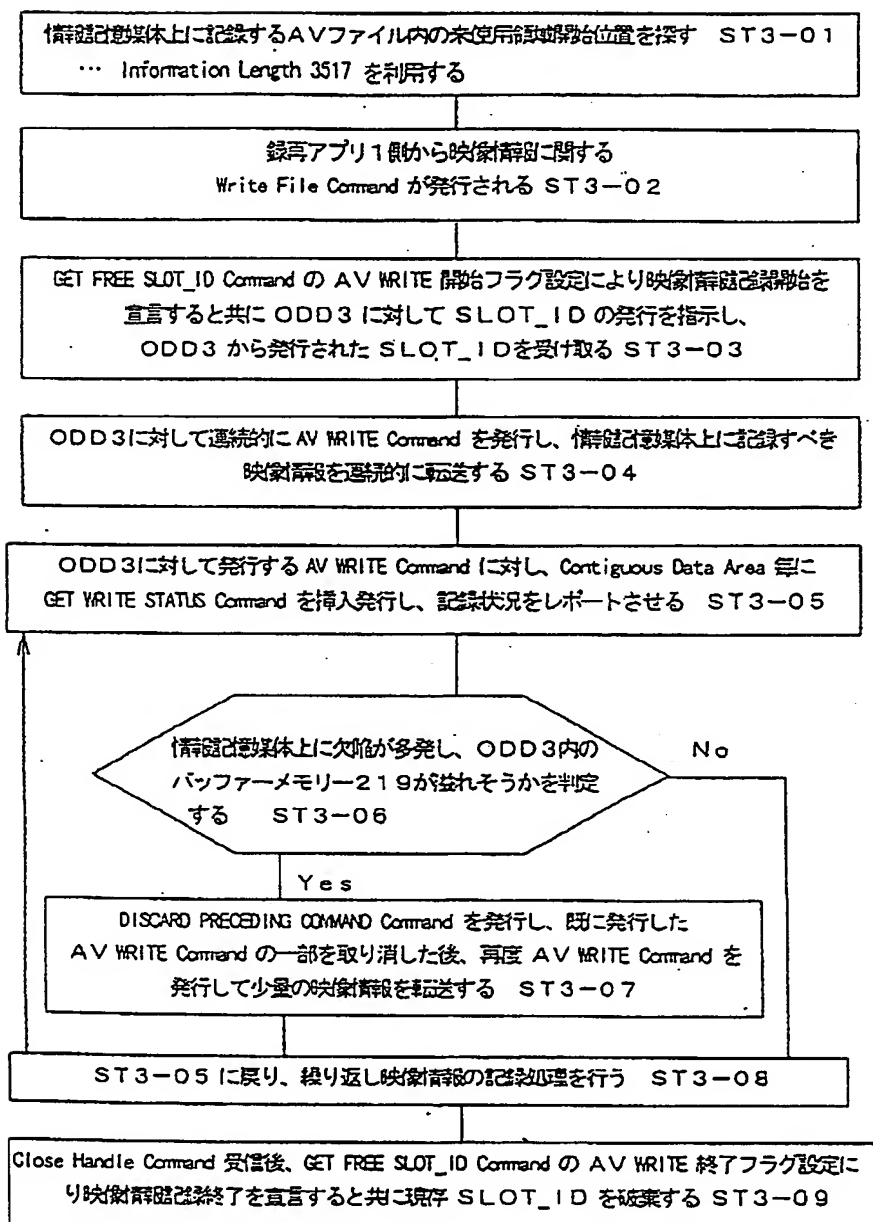 情報記憶媒体上に記録するAVファイル内の未使用領域開始位置を探す ST3-01
… Information Length 3517 を利用する
録再アプリ1側から映像情報に関する
Write File Command が発行される ST3-02
GET FREE SLOT_ID Command の AV WRITE 開始フラグ設定により映像情報記録開始を
宣言すると共に ODD3 に対して SLOT_ID の発行を指示し、
ODD3 から発行された SLOT_IDを受け取る ST3-03
ODD3に対して連続的に AV WRITE Command を発行し、情報記憶媒体上に記録すべき
映像情報を連続的に転送する ST3-04
ODD3に対して発行する AV WRITE Command に対し、Contiguous Data Area 毎に
GET WRITE STATUS Command を挿入発行し、記録状況をレポートさせる ST3-05
情報記憶媒体上に欠陥が多発し、ODD3内の
バッファーメモリー219が溢れそうかを判定
する ST3-06
No
Yes
DISCARD PRECEDING COMMAND Command を発行し、既に発行した
AV WRITE Command の一部を取り消した後、再度 AV WRITE Command を
発行して少量の映像情報を転送する ST3-07
ST3-05 に戻り、繰り返し映像情報の記録処理を行う ST3-08
Close Handle Command 受信後、GET FREE SLOT_ID Command の AV WRITE 終了フラグ設定に
り映像情報記録終了を宣言すると共に現存 SLOT_ID を破棄する ST3-09